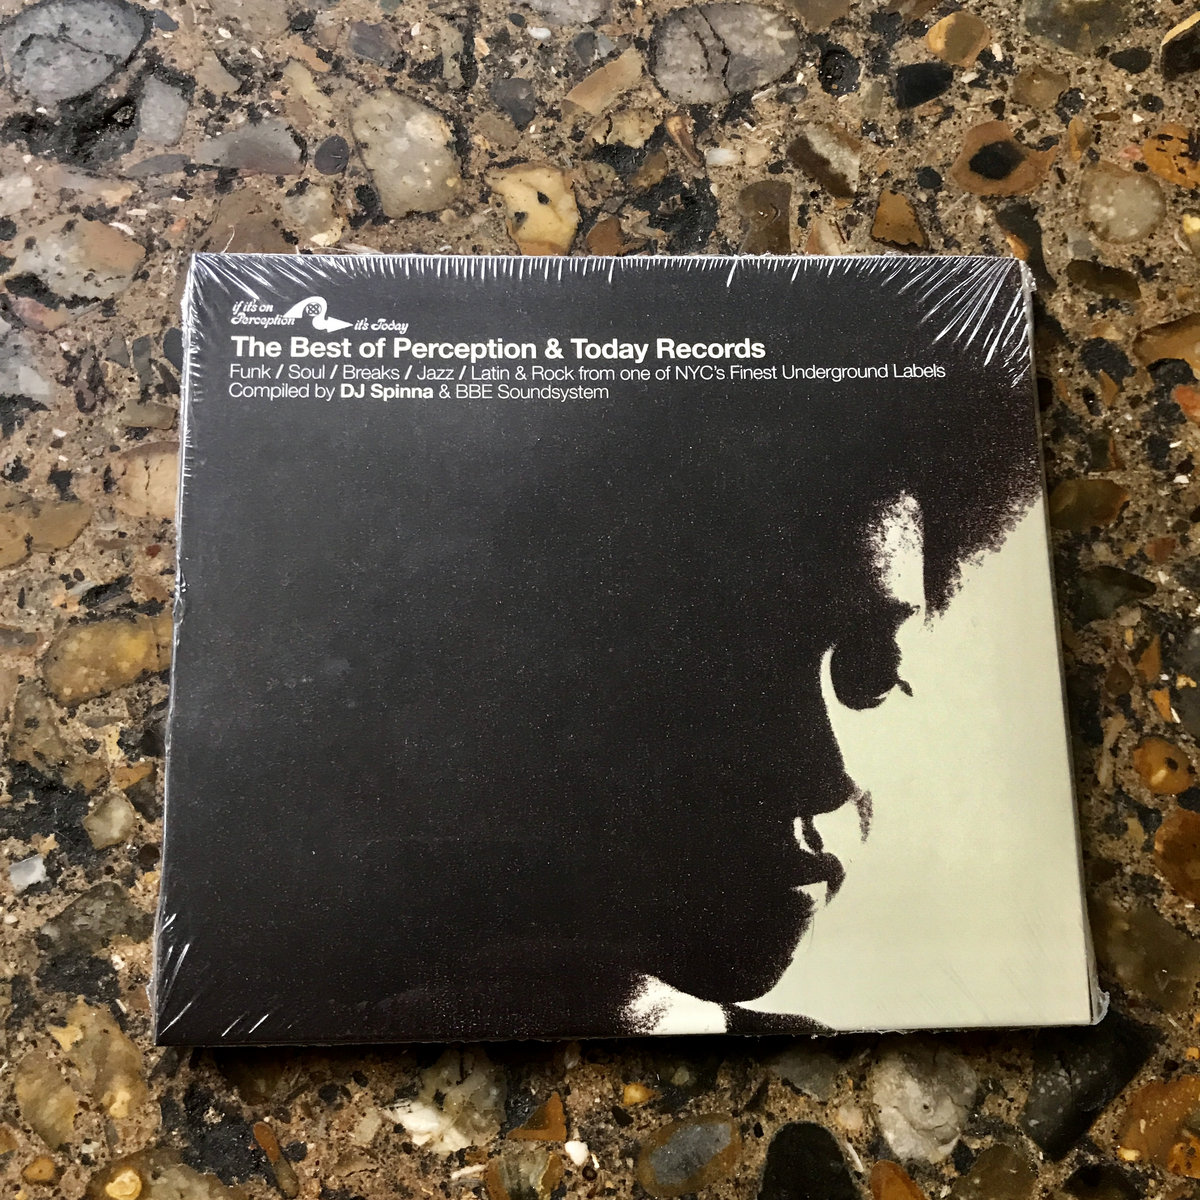 if it's on
Perception
it's Today
The Best of Perception & Today Records
Funk / Soul / Breaks / Jazz / Latin & Rock from one of NYC's Finest Underground Labels
Compiled by DJ Spinna & BBE Soundsystem